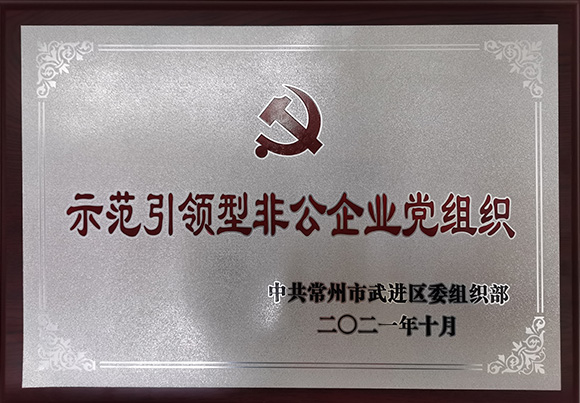 示范引领型非公企业党组织
中共常州市武进区委组织部
二〇二一年十月